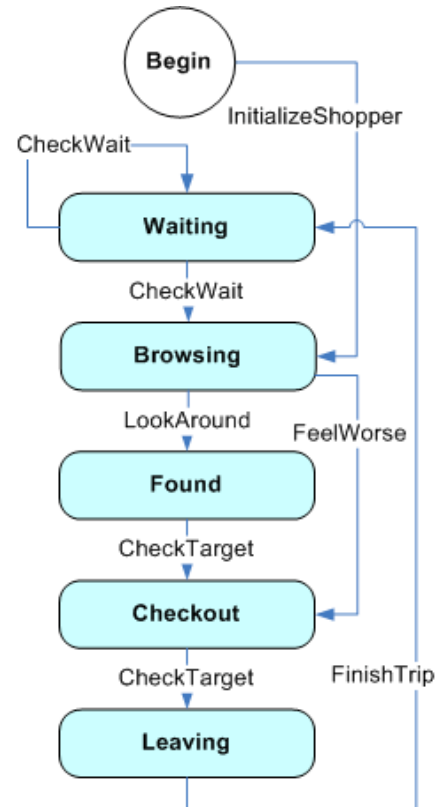 Begin
InitializeShopper
CheckWait
Waiting
CheckWait
Browsing
LookAround
FeelWorse
Found
CheckTarget
Checkout
CheckTarget
FinishTrip
Leaving